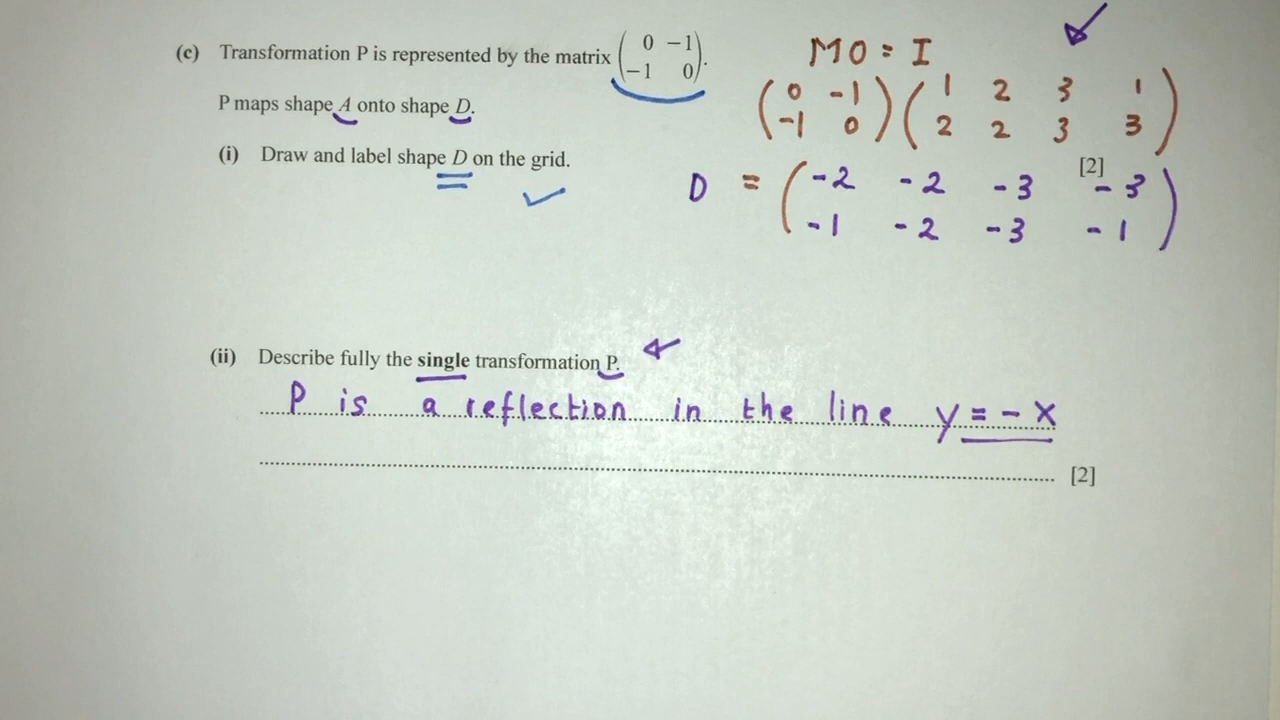 (c) Transformation P is represented by the matrix ( 0 −1
−1 0 ).
P maps shape A onto shape D.
(i) Draw and label shape D on the grid.
[2]
MO = I
( 0 -1
-1 0 ) ( 1 2 3 1
2 2 3 3 )
D = ( -2 -2 -3 -3
-1 -2 -3 -1 )
(ii) Describe fully the single transformation P.
P is a reflection in the line y = - x
[2]